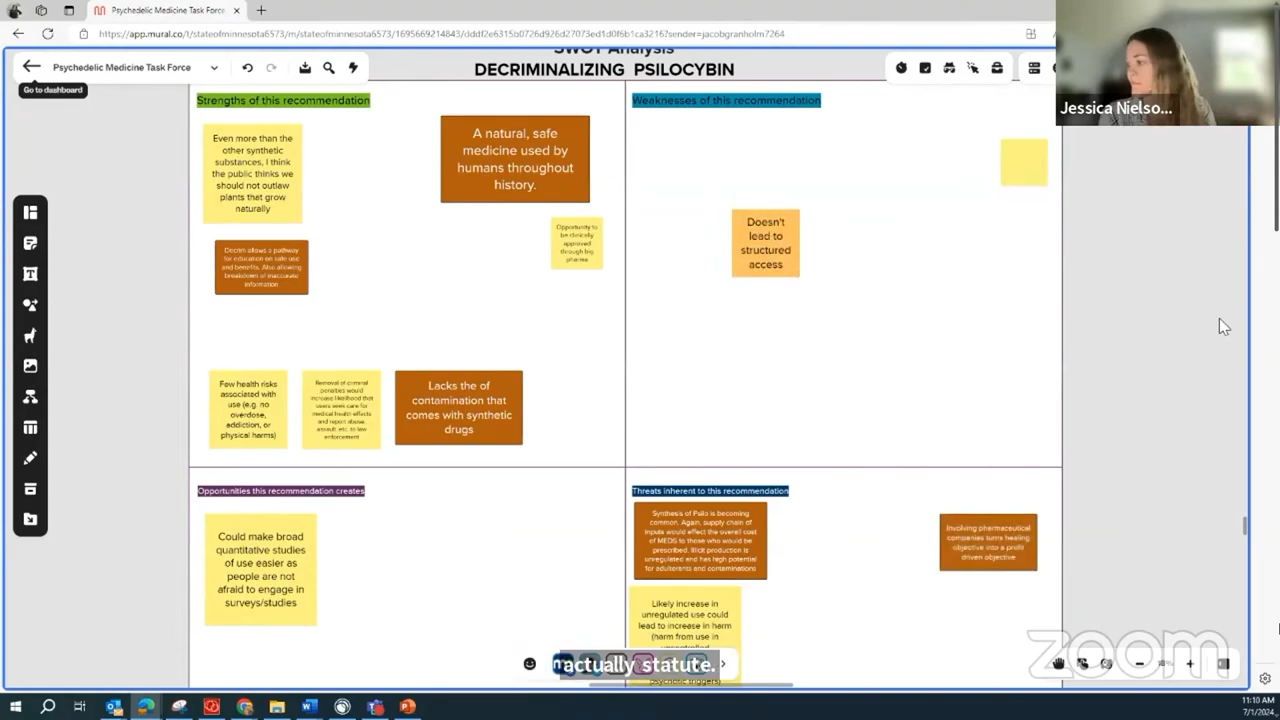 Psychedelic Medicine Task Force
https://app.mural.co/t/stateofminnesota6573/m/stateofminnesota6573/1695669214843/dddf2e6315b0726d926d27073ed1d0f6b1ca3216?sender=jacobgranholm7264
SWOT Analysis
Psychedelic Medicine Task Force
DECRIMINALIZING PSILOCYBIN
Go to dashboard
Jessica Nielso...
Strengths of this recommendation
Even more than the
other synthetic
substances, I think
the public thinks we
should not outlaw
plants that grow
naturally
A natural, safe
medicine used by
humans throughout
history.
Opportunity to
be clinically
approved
through big
pharma
Decrim allows a pathway
for education on safe use
and benefits. Also allowing
breakdown of inaccurate
information
Few health risks
associated with
use (e.g. no
overdose,
addiction, or
physical harms)
Removal of criminal
penalties would
increase likelihood that
users seek care for
medical health effects
and report abuse,
assault, etc. to law
enforcement
Lacks the of
contamination that
comes with synthetic
drugs
Weaknesses of this recommendation
Doesn't
lead to
structured
access
Opportunities this recommendation creates
Could make broad
quantitative studies
of use easier as
people are not
afraid to engage in
surveys/studies
Threats inherent to this recommendation
Synthesis of Psilo is becoming
common. Again, supply chain of
inputs would effect the overall cost
of MEDS to those who would be
prescribed. Illicit production is
unregulated and has high potential
for adulterants and contaminations
Involving pharmaceutical
companies turns healing
objective into a profit
driven objective
Likely increase in
unregulated use could
lead to increase in harm
(harm from use in
uncontrolled
psychotic triggers)
actually statute.
zoom
11:10 AM
7/1/2024